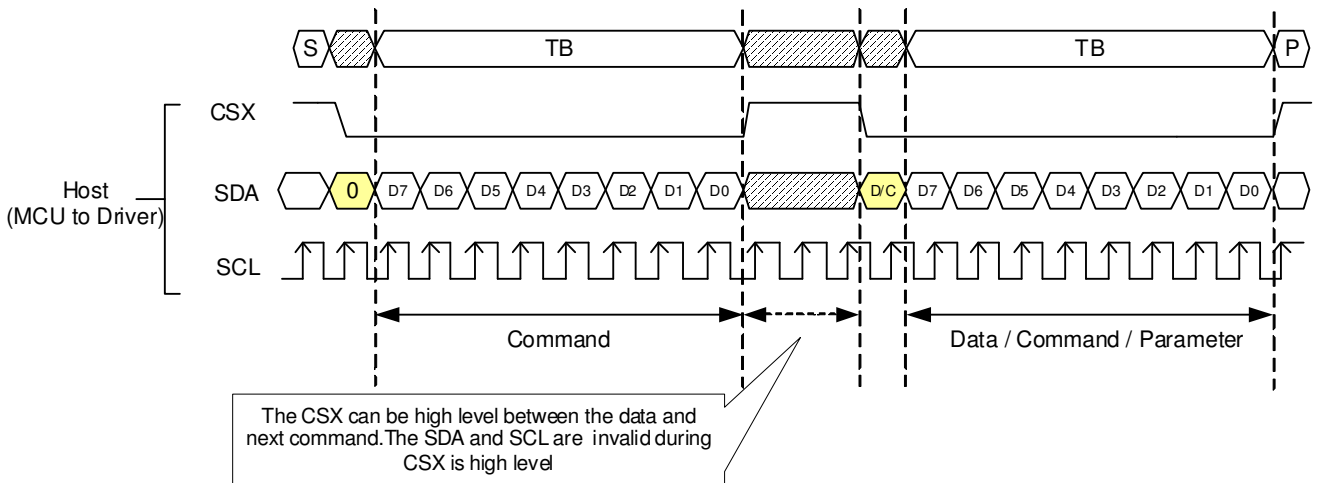 S TB TB P
CSX
Host
(MCU to Driver)
SDA 0 D7 D6 D5 D4 D3 D2 D1 D0 D/C D7 D6 D5 D4 D3 D2 D1 D0
SCL
Command Data / Command / Parameter
The CSX can be high level between the data and
next command.The SDA and SCL are invalid during
CSX is high level